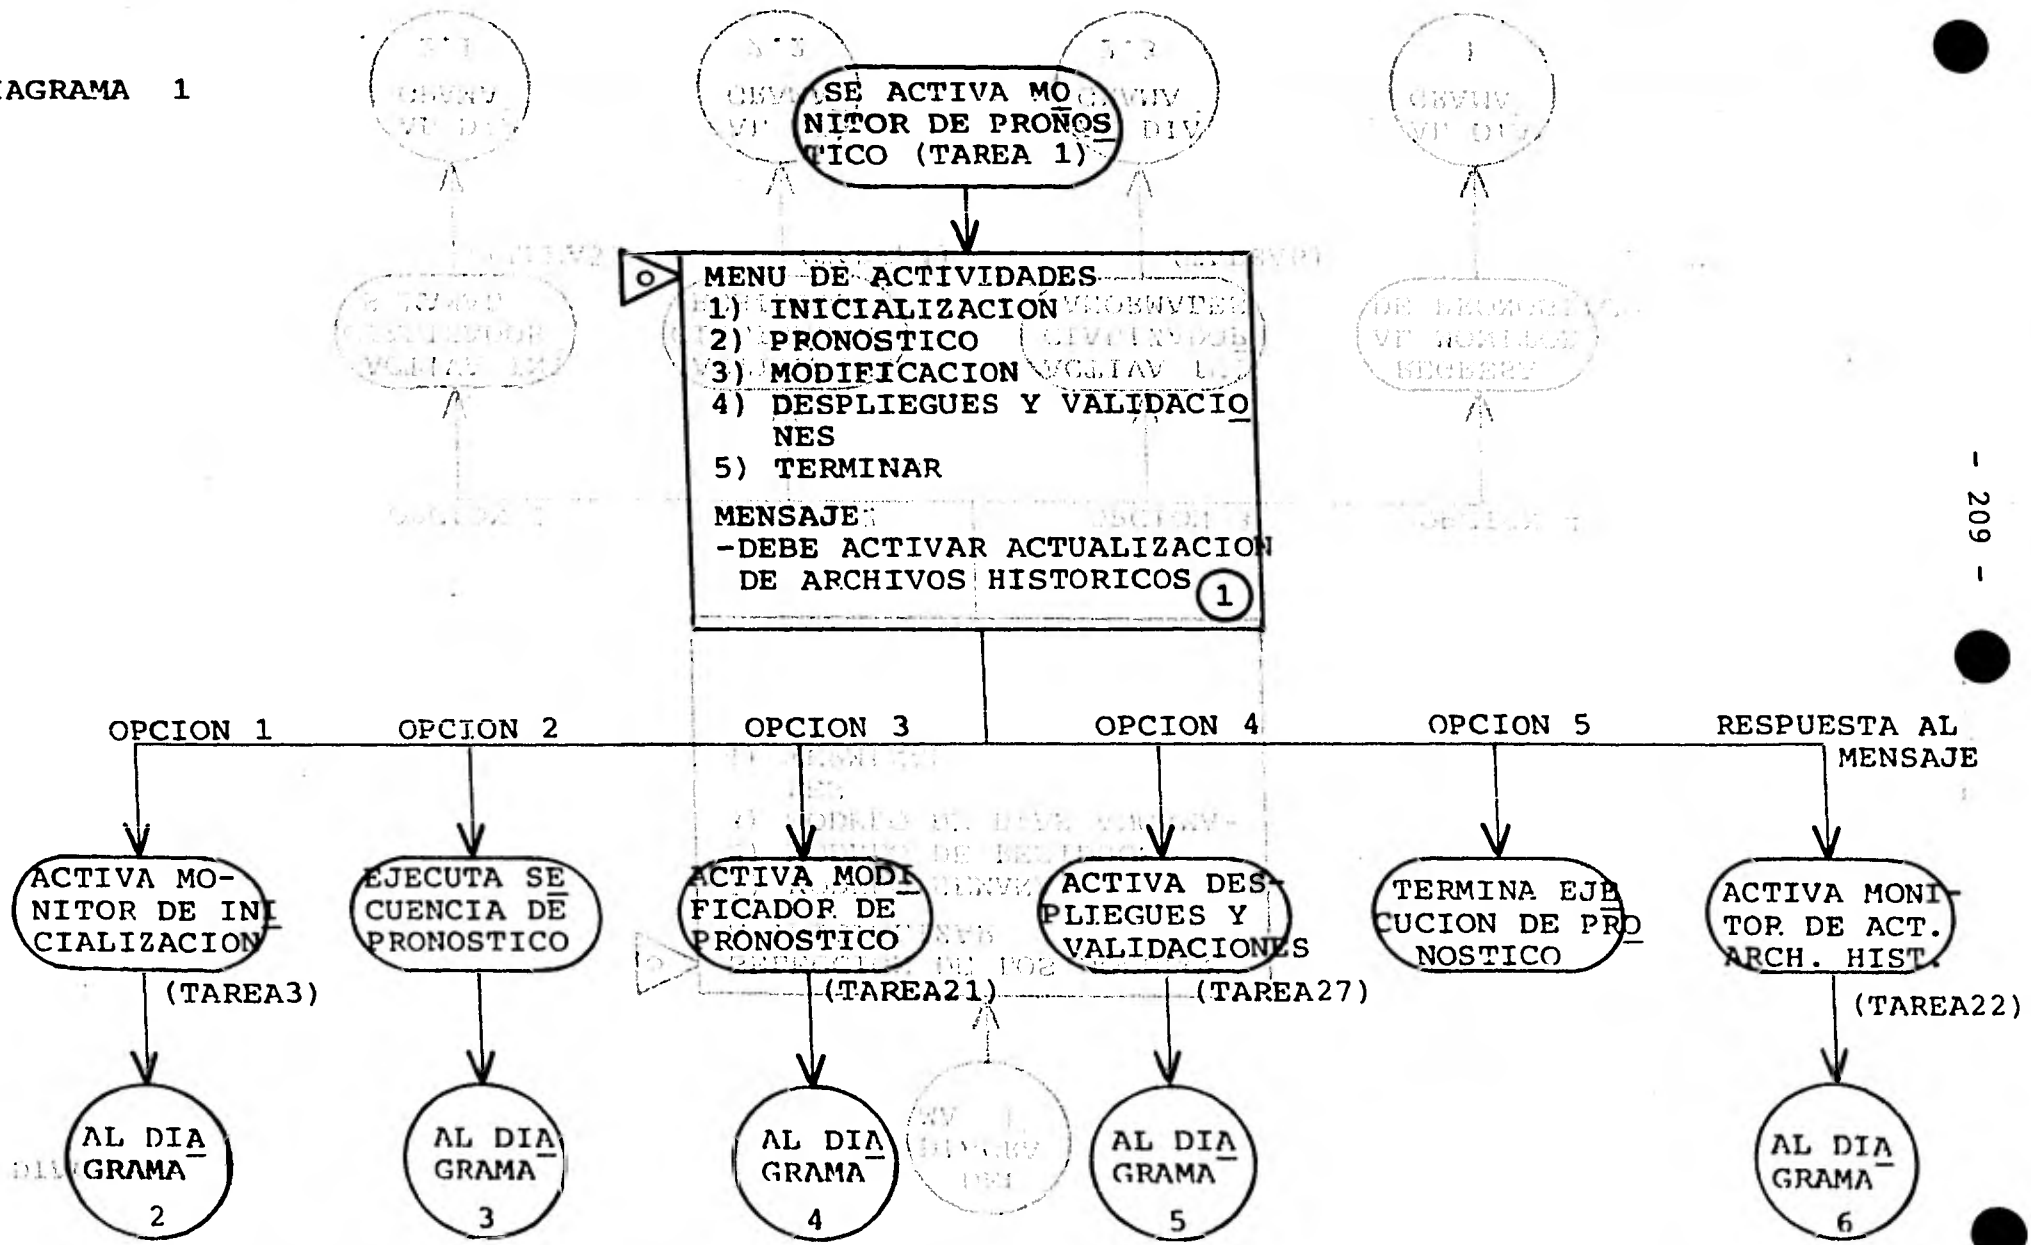 IAGRAMA 1
SE ACTIVA MO
NITOR DE PRONOS
TICO (TAREA 1)
o
MENU DE ACTIVIDADES
1) INICIALIZACION
2) PRONOSTICO
3) MODIFICACION
4) DESPLIEGUES Y VALIDACIO
NES
5) TERMINAR
MENSAJE:
-DEBE ACTIVAR ACTUALIZACION
DE ARCHIVOS HISTORICOS
1
- 209 -
OPCION 1
OPCION 2
OPCION 3
OPCION 4
OPCION 5
RESPUESTA AL
MENSAJE
ACTIVA MO-
NITOR DE INI
CIALIZACION
(TAREA3)
EJECUTA SE
CUENCIA DE
PRONOSTICO
ACTIVA MODI
FICADOR DE
PRONOSTICO
(TAREA21)
ACTIVA DES-
PLIEGUES Y
VALIDACIONES
(TAREA27)
TERMINA EJE
CUCION DE PRO
NOSTICO
ACTIVA MONI-
TOR DE ACT.
ARCH. HIST.
(TAREA22)
AL DIA
GRAMA
2
AL DIA
GRAMA
3
AL DIA
GRAMA
4
AL DIA
GRAMA
5
AL DIA
GRAMA
6